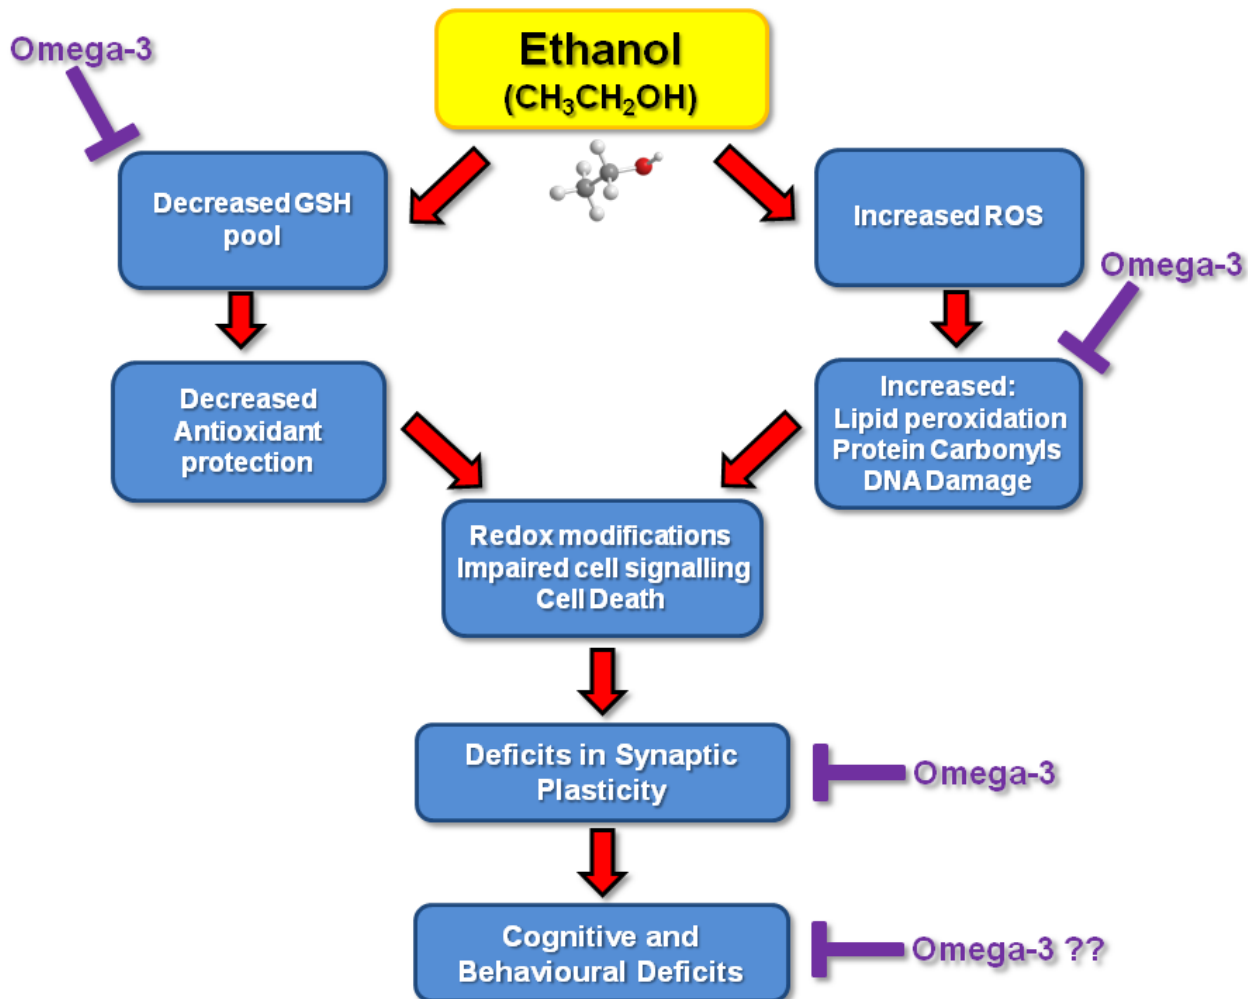 Omega-3
Ethanol
(CH₃CH₂OH)
Decreased GSH
pool
Increased ROS
Omega-3
Decreased
Antioxidant
protection
Increased:
Lipid peroxidation
Protein Carbonyls
DNA Damage
Redox modifications
Impaired cell signalling
Cell Death
Deficits in Synaptic
Plasticity
Omega-3
Cognitive and
Behavioural Deficits
Omega-3 ??